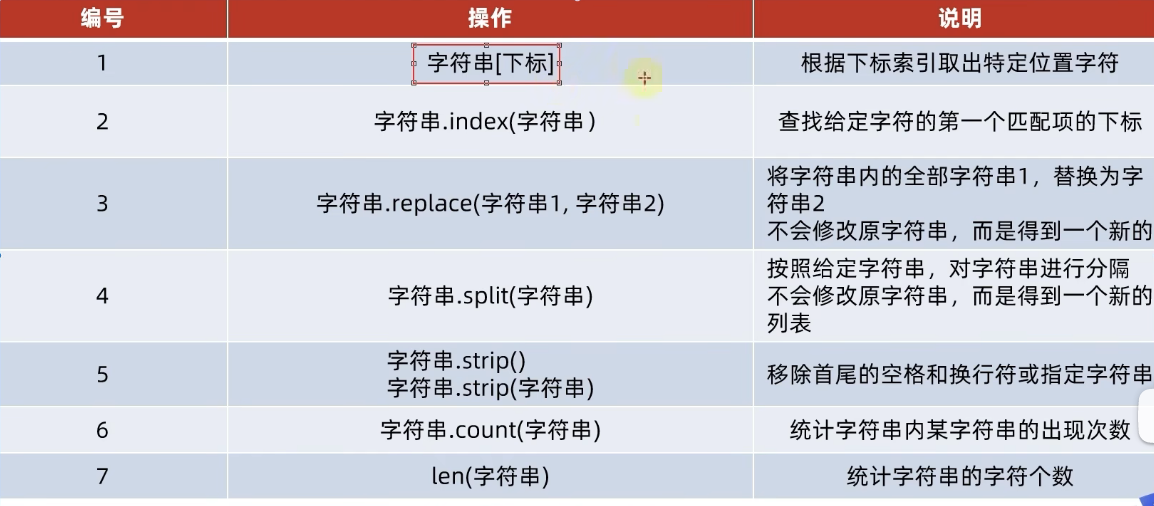 编号 操作 说明
1 字符串[下标] 根据下标索引取出特定位置字符
2 字符串.index(字符串) 查找给定字符的第一个匹配项的下标
3 字符串.replace(字符串1, 字符串2) 将字符串内的全部字符串1，替换为字
符串2
不会修改原字符串，而是得到一个新的
4 字符串.split(字符串) 按照给定字符串，对字符串进行分隔
不会修改原字符串，而是得到一个新的
列表
5 字符串.strip()
字符串.strip(字符串) 移除首尾的空格和换行符或指定字符串
6 字符串.count(字符串) 统计字符串内某字符串的出现次数
7 len(字符串) 统计字符串的字符个数